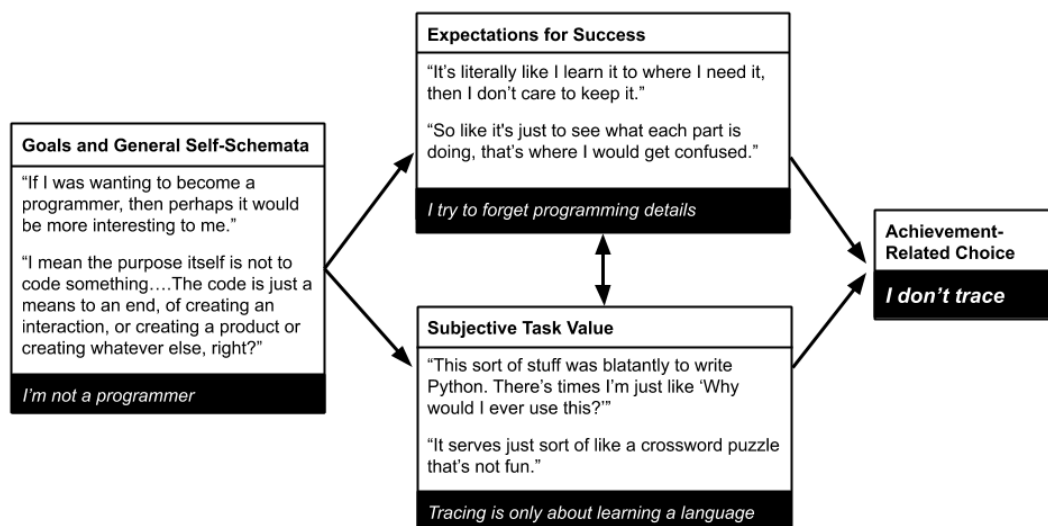 Goals and General Self-Schemata
“If I was wanting to become a
programmer, then perhaps it would
be more interesting to me.”
“I mean the purpose itself is not to
code something….The code is just a
means to an end, of creating an
interaction, or creating a product or
creating whatever else, right?”
I’m not a programmer
Expectations for Success
“It’s literally like I learn it to where I need it,
then I don’t care to keep it.”
“So like it's just to see what each part is
doing, that’s where I would get confused.”
I try to forget programming details
Subjective Task Value
“This sort of stuff was blatantly to write
Python. There’s times I’m just like ‘Why
would I ever use this?’”
“It serves just sort of like a crossword puzzle
that’s not fun.”
Tracing is only about learning a language
Achievement-
Related Choice
I don’t trace